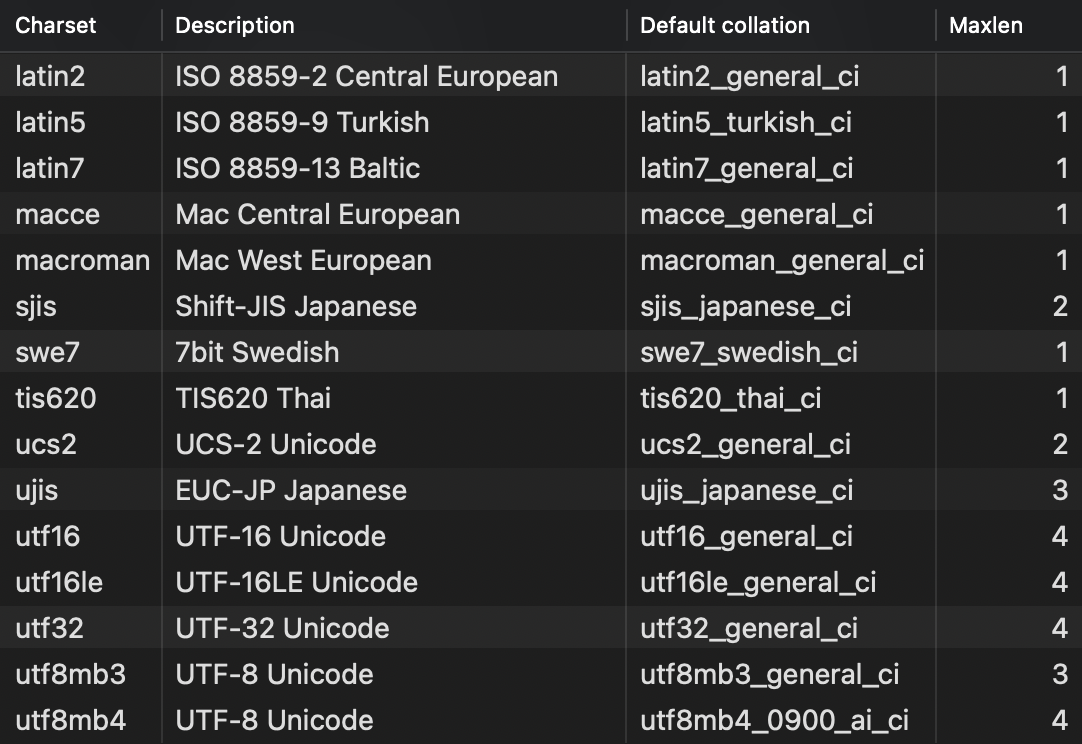 Charset Description Default collation Maxlen
latin2 ISO 8859-2 Central European latin2_general_ci 1
latin5 ISO 8859-9 Turkish latin5_turkish_ci 1
latin7 ISO 8859-13 Baltic latin7_general_ci 1
macce Mac Central European macce_general_ci 1
macroman Mac West European macroman_general_ci 1
sjis Shift-JIS Japanese sjis_japanese_ci 2
swe7 7bit Swedish swe7_swedish_ci 1
tis620 TIS620 Thai tis620_thai_ci 1
ucs2 UCS-2 Unicode ucs2_general_ci 2
ujis EUC-JP Japanese ujis_japanese_ci 3
utf16 UTF-16 Unicode utf16_general_ci 4
utf16le UTF-16LE Unicode utf16le_general_ci 4
utf32 UTF-32 Unicode utf32_general_ci 4
utf8mb3 UTF-8 Unicode utf8mb3_general_ci 3
utf8mb4 UTF-8 Unicode utf8mb4_0900_ai_ci 4